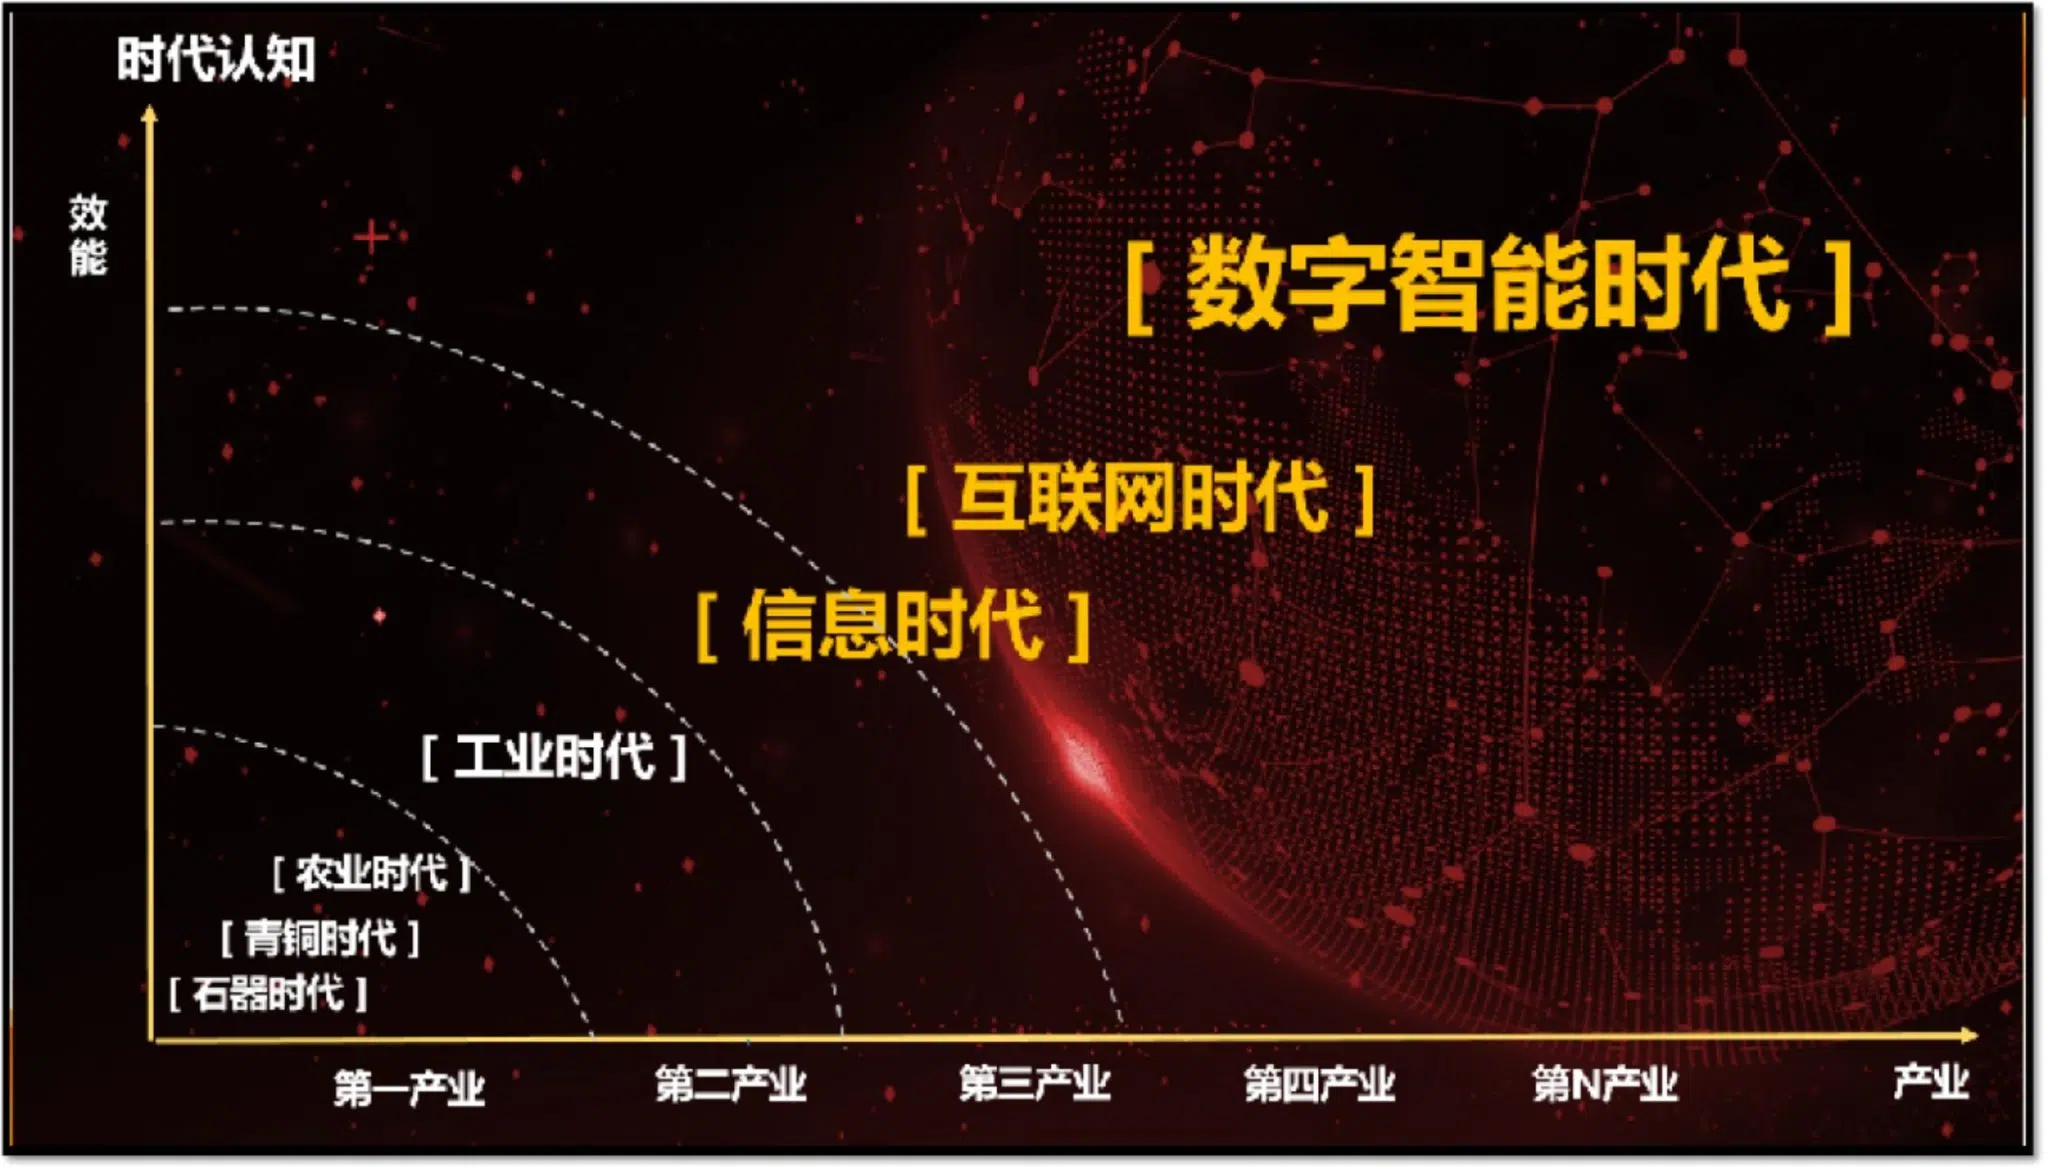 时代认知
效能
[ 数字智能时代 ]
[ 互联网时代 ]
[ 信息时代 ]
[ 工业时代 ]
[ 农业时代 ]
[ 青铜时代 ]
[ 石器时代 ]
第一产业
第二产业
第三产业
第四产业
第N产业
产业